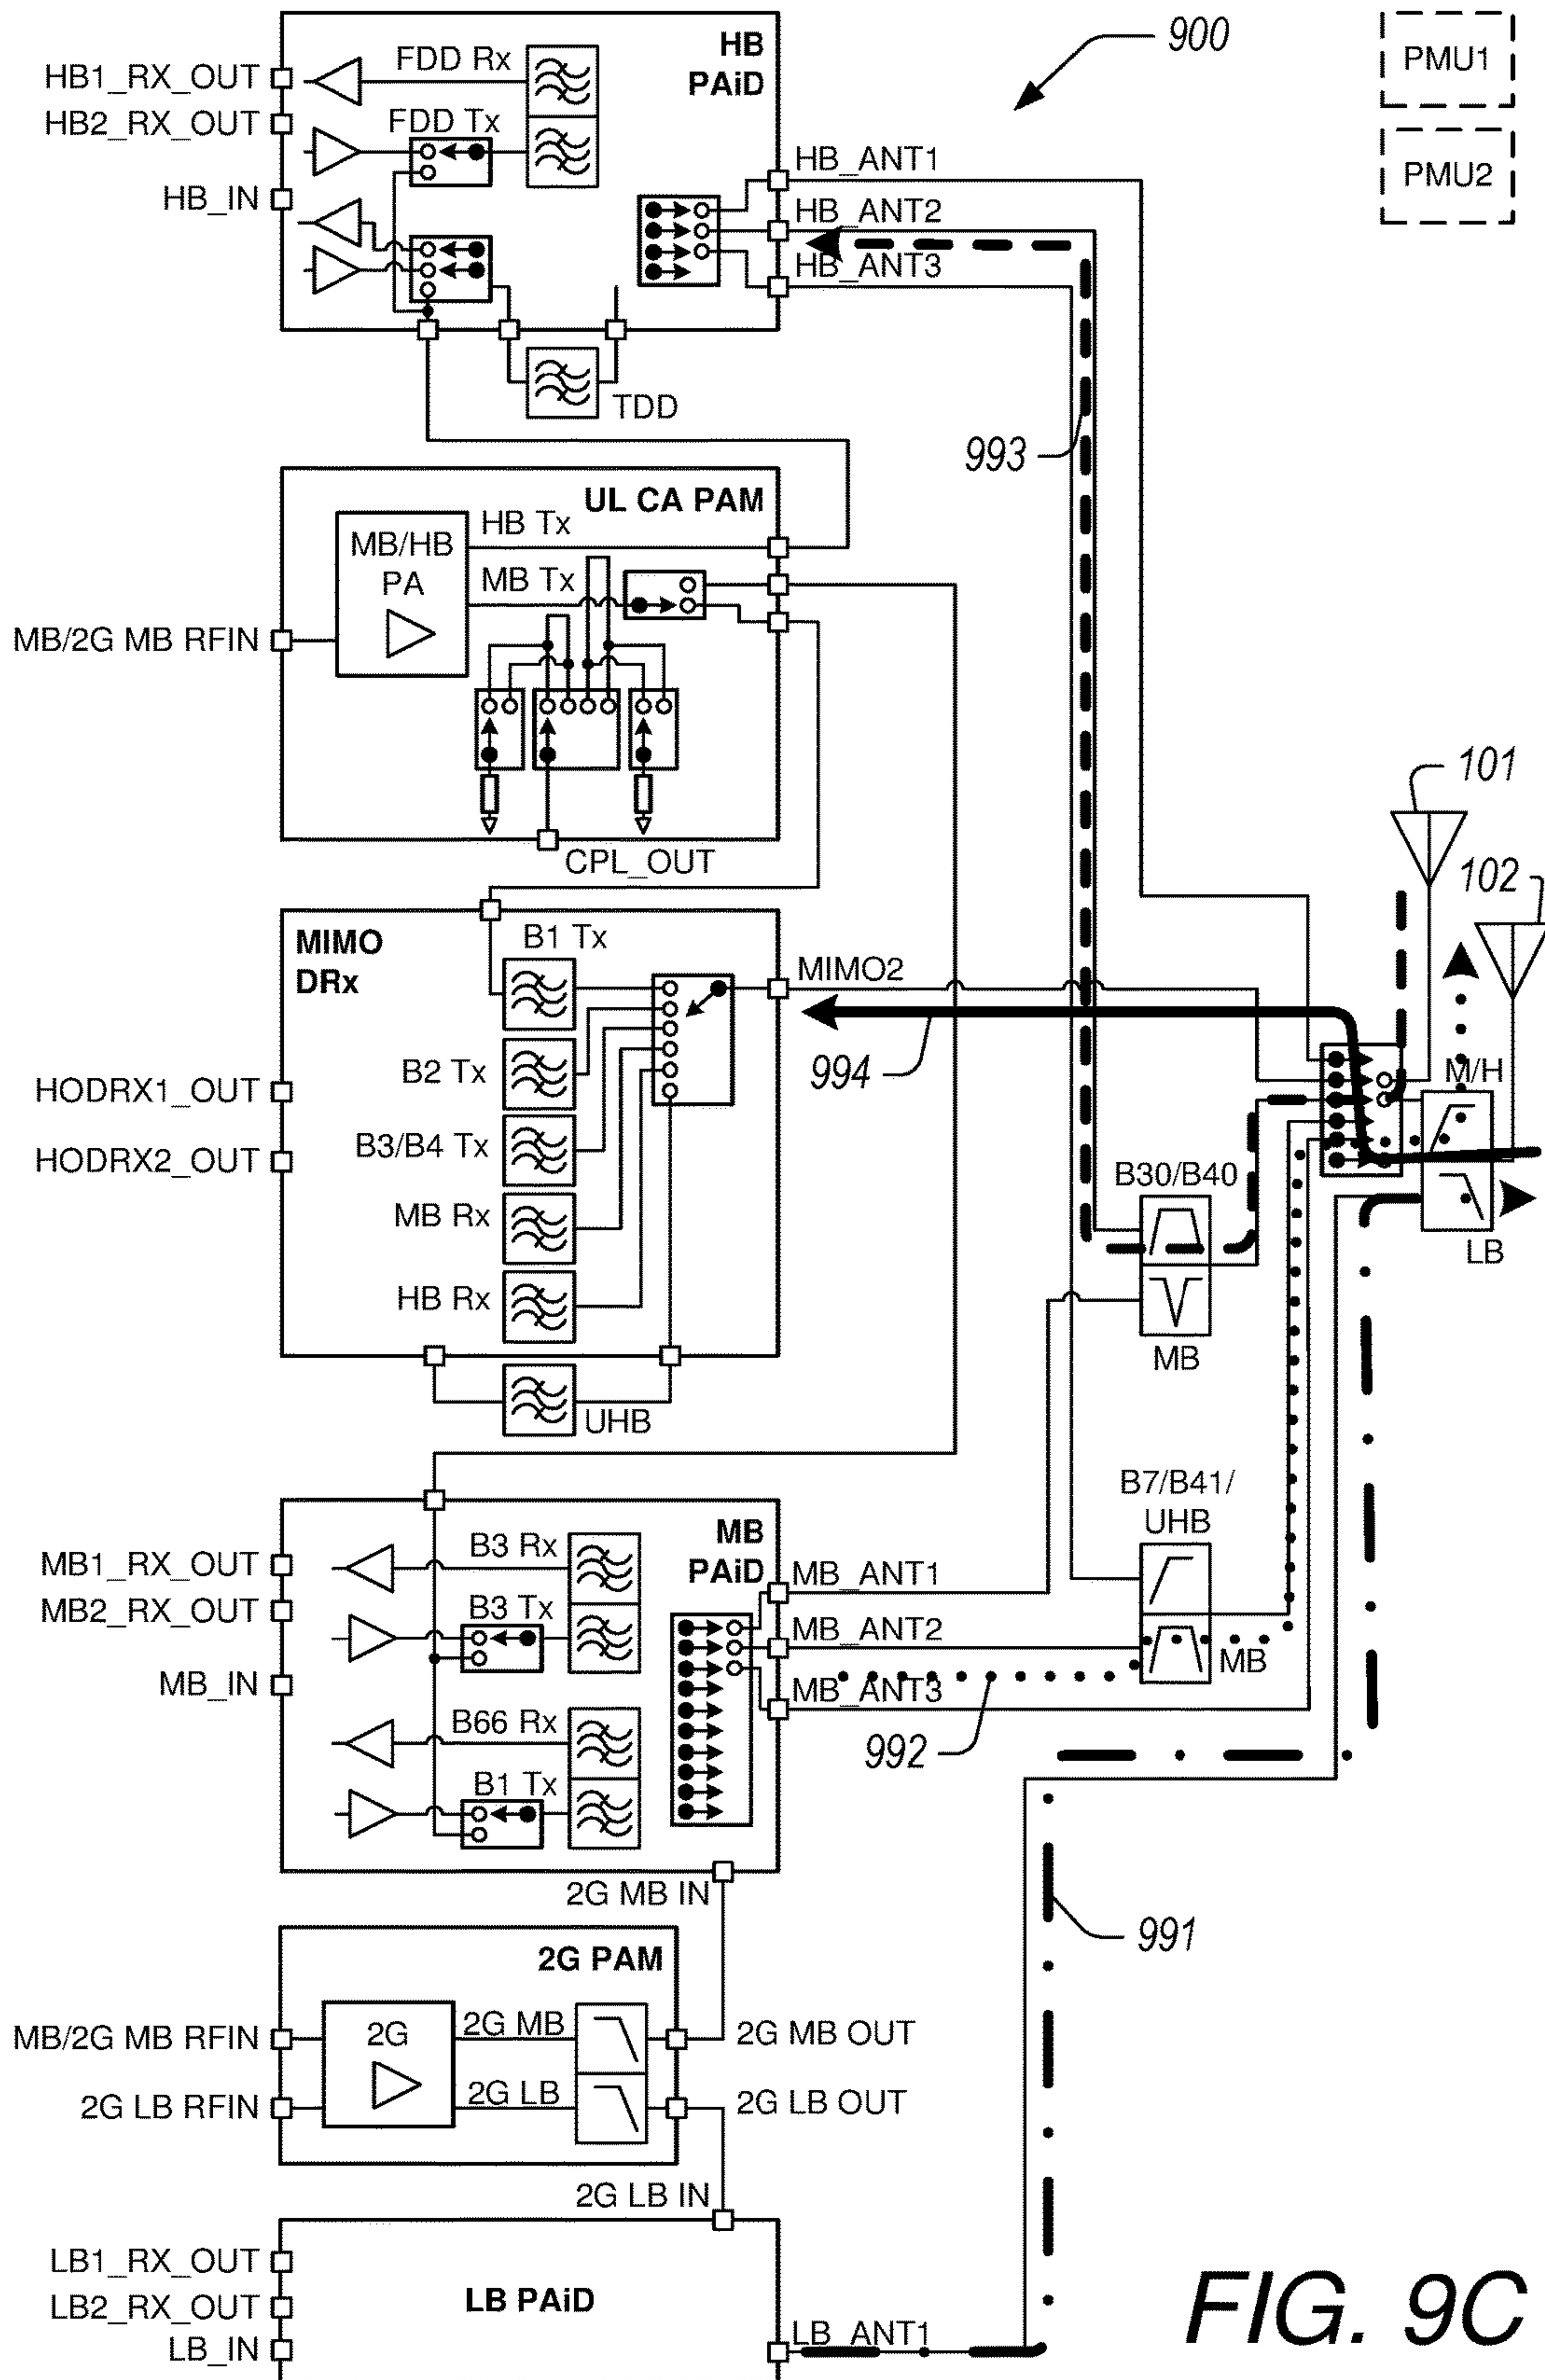 900
PMU1
PMU2
HB
PAiD
HB1_RX_OUT
FDD Rx
HB2_RX_OUT
FDD Tx
HB_IN
HB_ANT1
HB_ANT2
HB_ANT3
TDD
993
UL CA PAM
HB Tx
MB/HB
PA
MB Tx
MB/2G MB RFIN
CPL_OUT
101
102
MIMO
DRx
B1 Tx
MIMO2
994
B2 Tx
M/H
HODRX1_OUT
B3/B4 Tx
HODRX2_OUT
B30/B40
MB Rx
LB
HB Rx
MB
UHB
B7/B41/
UHB
MB
PAiD
MB1_RX_OUT
B3 Rx
MB_ANT1
MB2_RX_OUT
B3 Tx
MB_ANT2
MB
MB_IN
MB_ANT3
B66 Rx
992
B1 Tx
2G MB IN
991
2G PAM
MB/2G MB RFIN
2G
2G MB
2G MB OUT
2G LB RFIN
2G LB
2G LB OUT
2G LB IN
LB1_RX_OUT
LB2_RX_OUT
LB PAiD
LB_IN
LB_ANT1
FIG. 9C